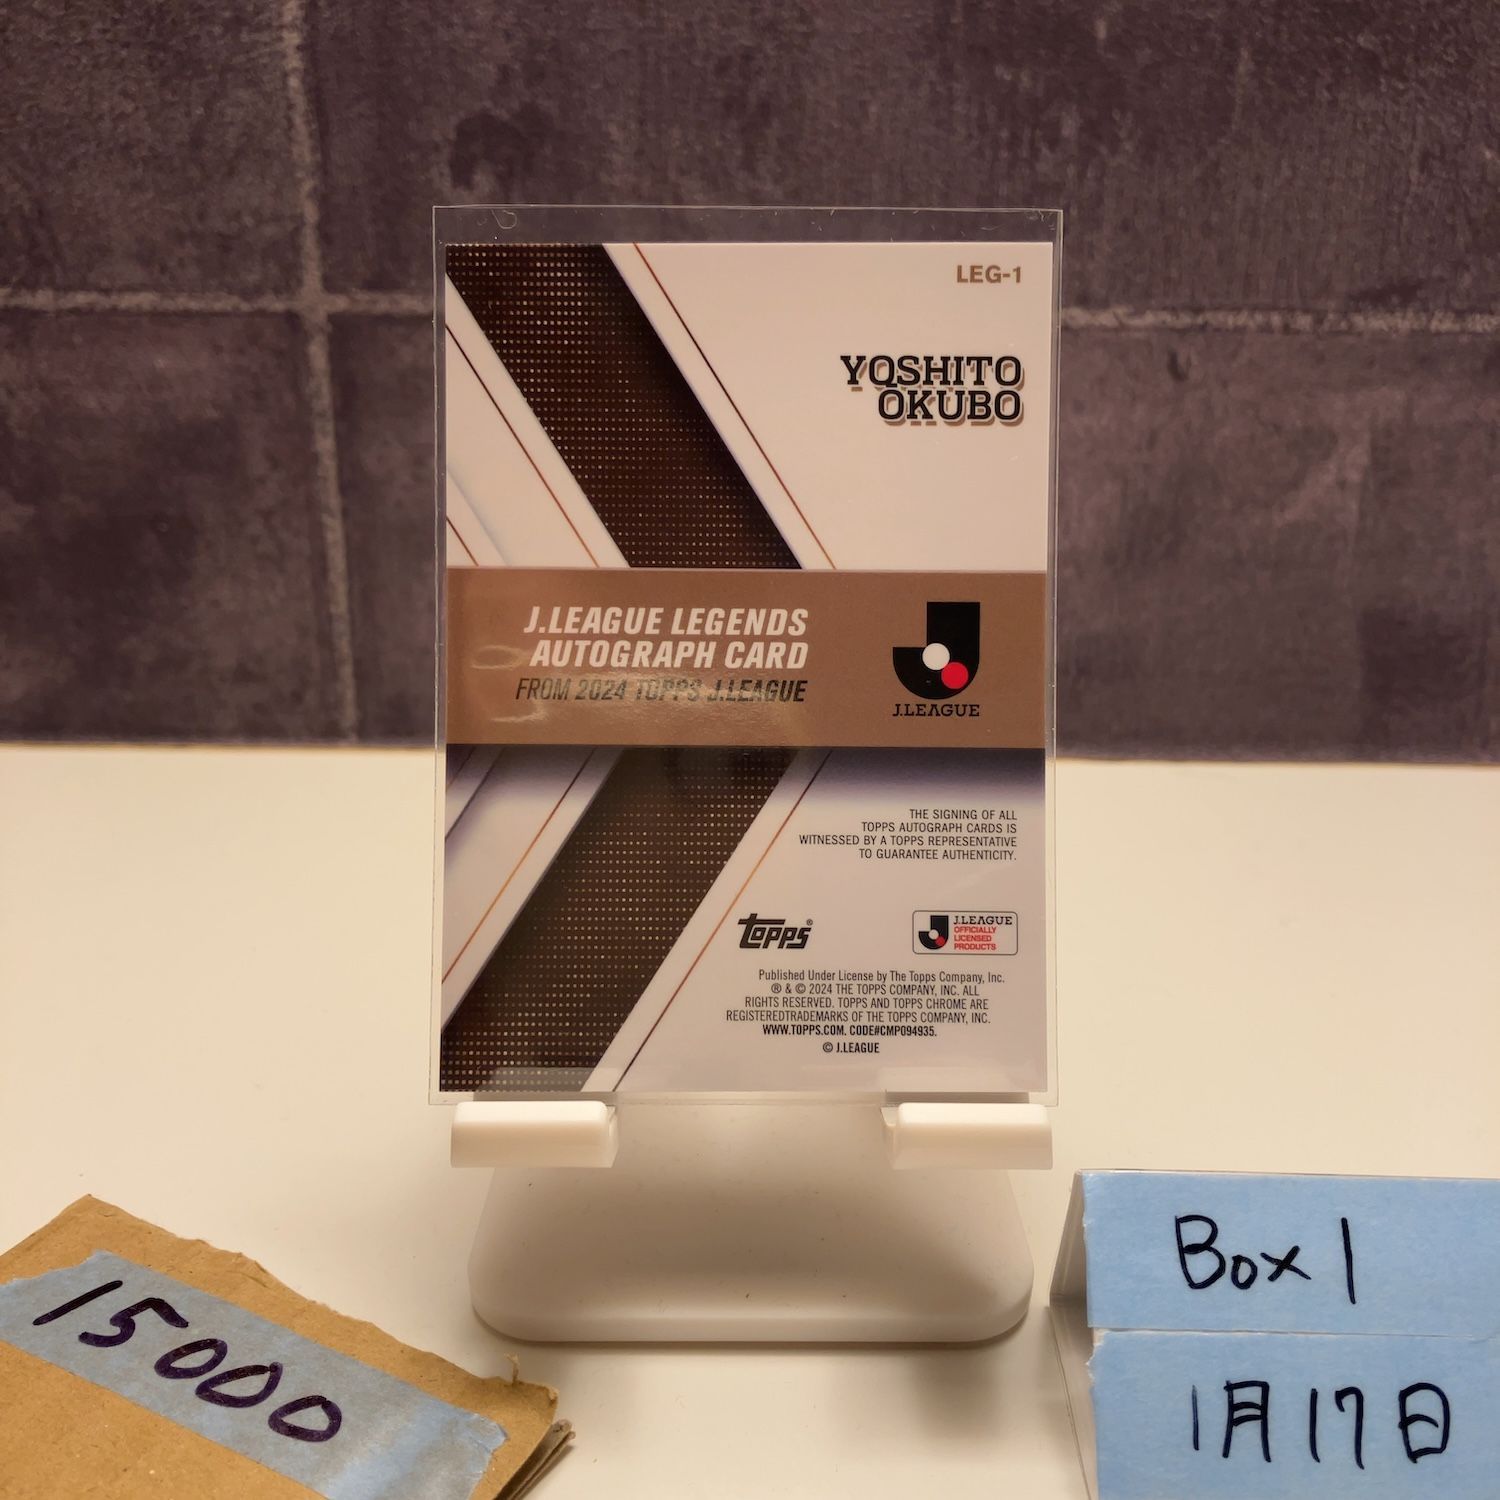 LEG-1
YOSHITO
OKUBO
J.LEAGUE LEGENDS
AUTOGRAPH CARD
FROM 2024 TOPPS J.LEAGUE
J.LEAGUE
THE SIGNING OF ALL
TOPPS AUTOGRAPH CARDS IS
WITNESSED BY A TOPPS REPRESENTATIVE
TO GUARANTEE AUTHENTICITY.
topps®
J.LEAGUE
OFFICIALLY
LICENSED
PRODUCTS
Published Under License by The Topps Company, Inc.
® & © 2024 THE TOPPS COMPANY, INC. ALL
RIGHTS RESERVED. TOPPS AND TOPPS CHROME ARE
REGISTEREDTRADEMARKS OF THE TOPPS COMPANY, INC.
WWW.TOPPS.COM. CODE#CMP094935.
© J.LEAGUE
15000
Box 1
1月17日